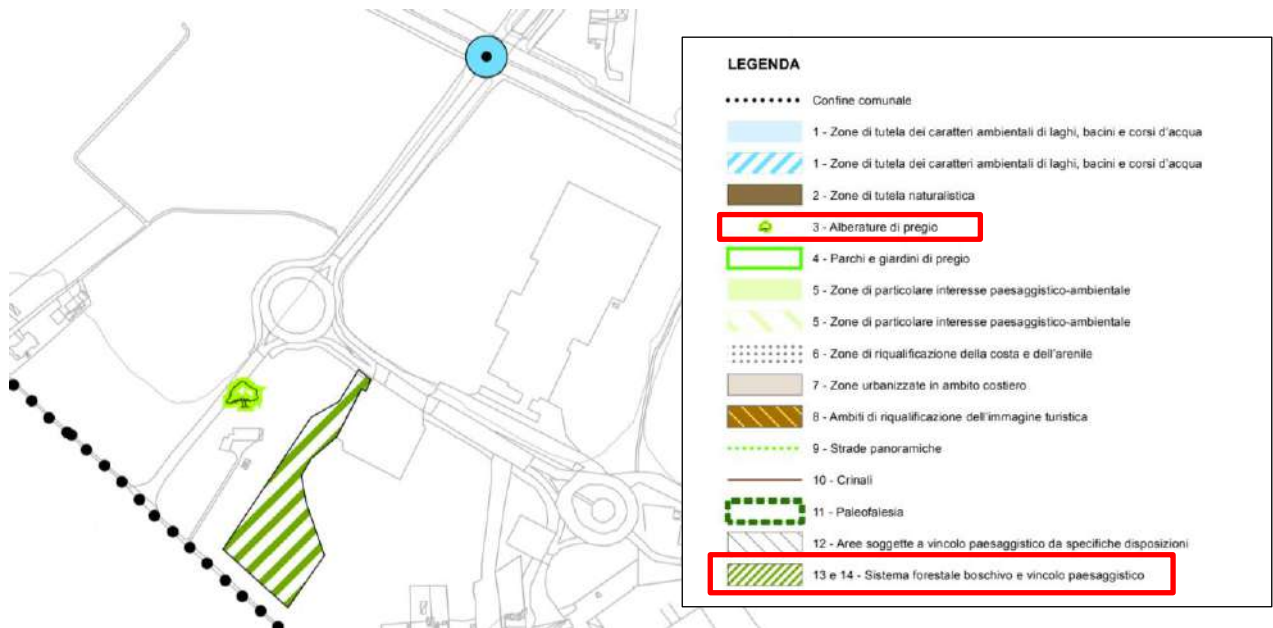 LEGENDA
Confine comunale
1 - Zone di tutela dei caratteri ambientali di laghi, bacini e corsi d'acqua
1 - Zone di tutela dei caratteri ambientali di laghi, bacini e corsi d'acqua
2 - Zone di tutela naturalistica
3 - Alberature di pregio
4 - Parchi e giardini di pregio
5 - Zone di particolare interesse paesaggistico-ambientale
5 - Zone di particolare interesse paesaggistico-ambientale
6 - Zone di riqualificazione della costa e dell'arenile
7 - Zone urbanizzate in ambito costiero
8 - Ambiti di riqualificazione dell'immagine turistica
9 - Strade panoramiche
10 - Crinali
11 - Paleofalesia
12 - Aree soggette a vincolo paesaggistico da specifiche disposizioni
13 e 14 - Sistema forestale boschivo e vincolo paesaggistico